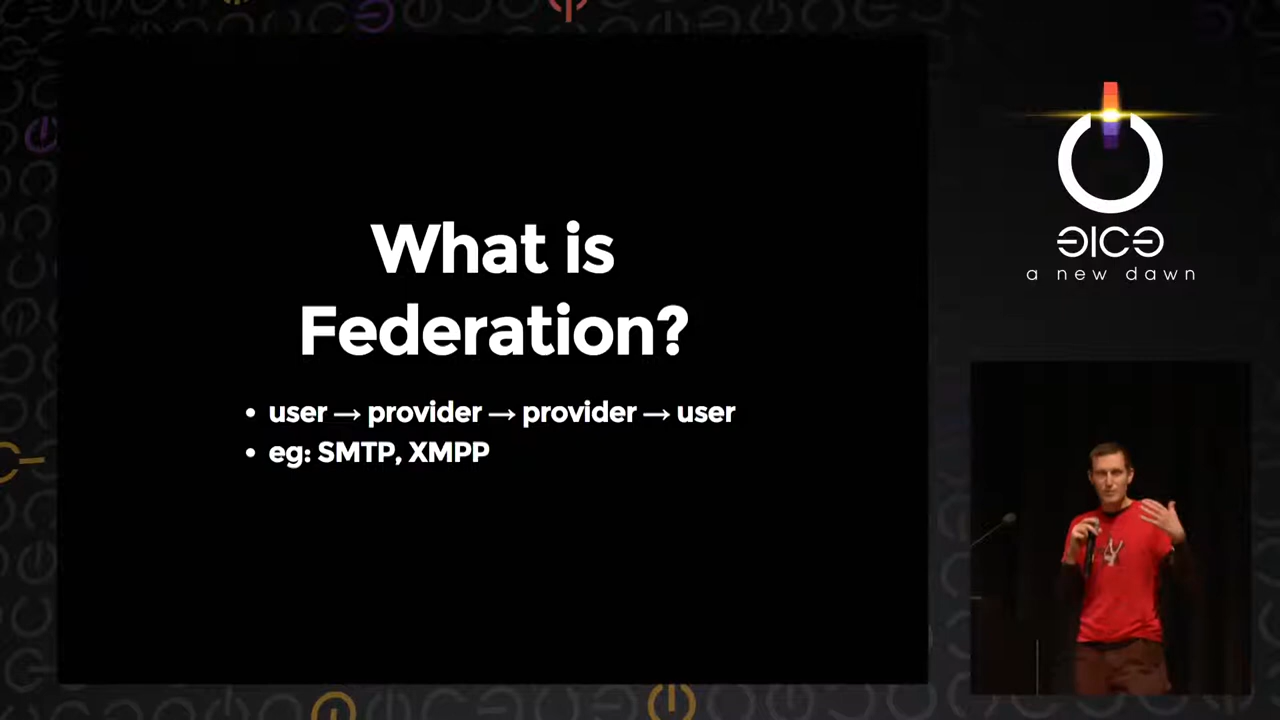 What is
Federation?
• user → provider → provider → user
• eg: SMTP, XMPP
a new dawn